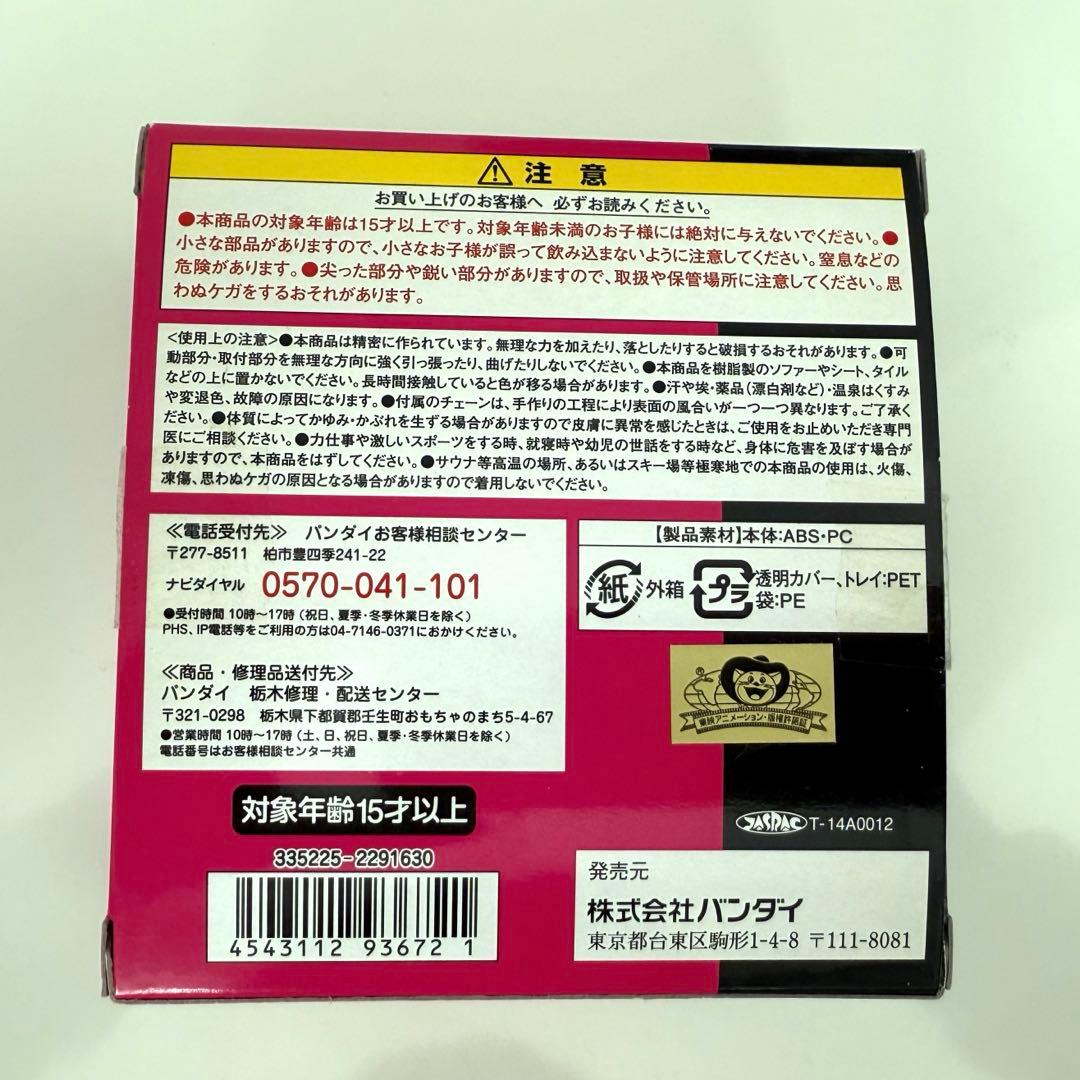 注意
お買い上げのお客様へ 必ずお読みください。
●本商品の対象年齢は15才以上です。対象年齢未満のお子様には絶対に与えないでください。●
小さな部品がありますので、小さなお子様が誤って飲み込まないように注意してください。窒息などの
危険があります。●尖った部分や鋭い部分がありますので、取扱や保管場所に注意してください。思
わぬケガをするおそれがあります。
<使用上の注意>●本商品は精密に作られています。無理な力を加えたり、落としたりすると破損するおそれがあります。●可
動部分・取付部分を無理な方向に強く引っ張ったり、曲げたりしないでください。●本商品を樹脂製のソファーやシート、タイル
などの上に置かないでください。長時間接触していると色が移る場合があります。●汗や埃・薬品(漂白剤など)・温泉はくすみ
や変退色、故障の原因になります。●付属のチェーンは、手作りの工程により表面の風合いが一つ一つ異なります。ご了承く
ださい。●体質によってかゆみ・かぶれを生ずる場合がありますので皮膚に異常を感じたときは、ご使用をお止めいただき専門
医にご相談ください。●力仕事や激しいスポーツをする時、就寝時や幼児の世話をする時など、身体に危害を及ぼす場合が
ありますので、本商品をはずしてください。●サウナ等高温の場所、あるいはスキー場等極寒地での本商品の使用は、火傷、
凍傷、思わぬケガの原因となる場合がありますので着用しないでください。
≪電話受付先≫ バンダイお客様相談センター
〒277-8511 柏市豊四季241-22
ナビダイヤル 0570-041-101
●受付時間 10時〜17時 (祝日、夏季・冬季休業日を除く)
PHS、IP電話等をご利用の方は04-7146-0371におかけください。
≪商品・修理品送付先≫
バンダイ 栃木修理・配送センター
〒321-0298 栃木県下都賀郡壬生町おもちゃのまち5-4-67
●営業時間 10時〜17時 (土、日、祝日、夏季・冬季休業日を除く)
電話番号はお客様相談センター共通
【製品素材】本体:ABS・PC
紙 外箱
プラ 透明カバー、トレイ:PET
袋:PE
®
東映アニメーション・版権許諾証
対象年齢15才以上
JASPAC T-14A0012
335225-2291630
4543112 93672 1
発売元
株式会社バンダイ
東京都台東区駒形1-4-8 〒111-8081